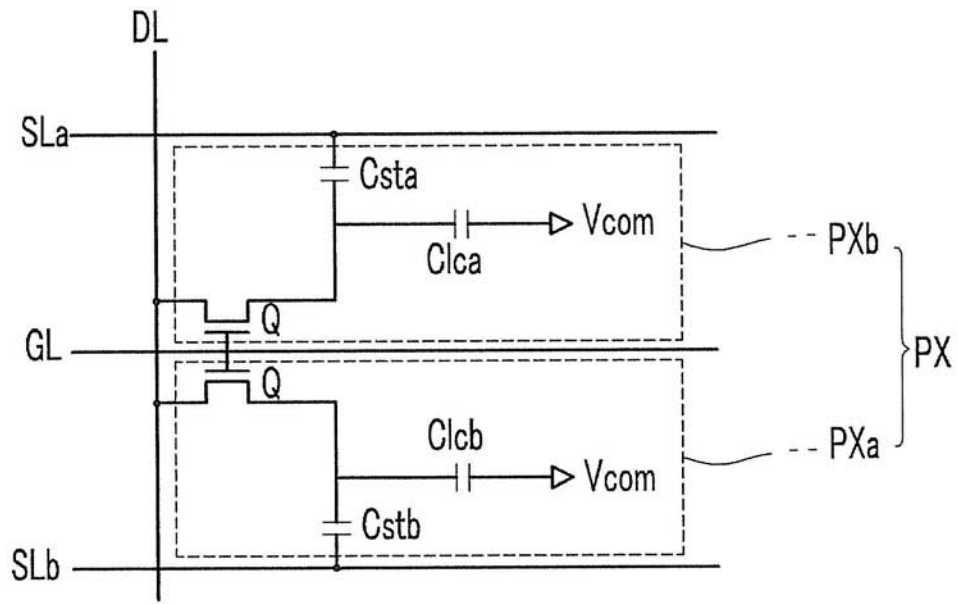 DL
SLa
Csta
Vcom
Clca
PXb
Q
GL
PX
Q
Clcb
PXa
Vcom
Cstb
SLb